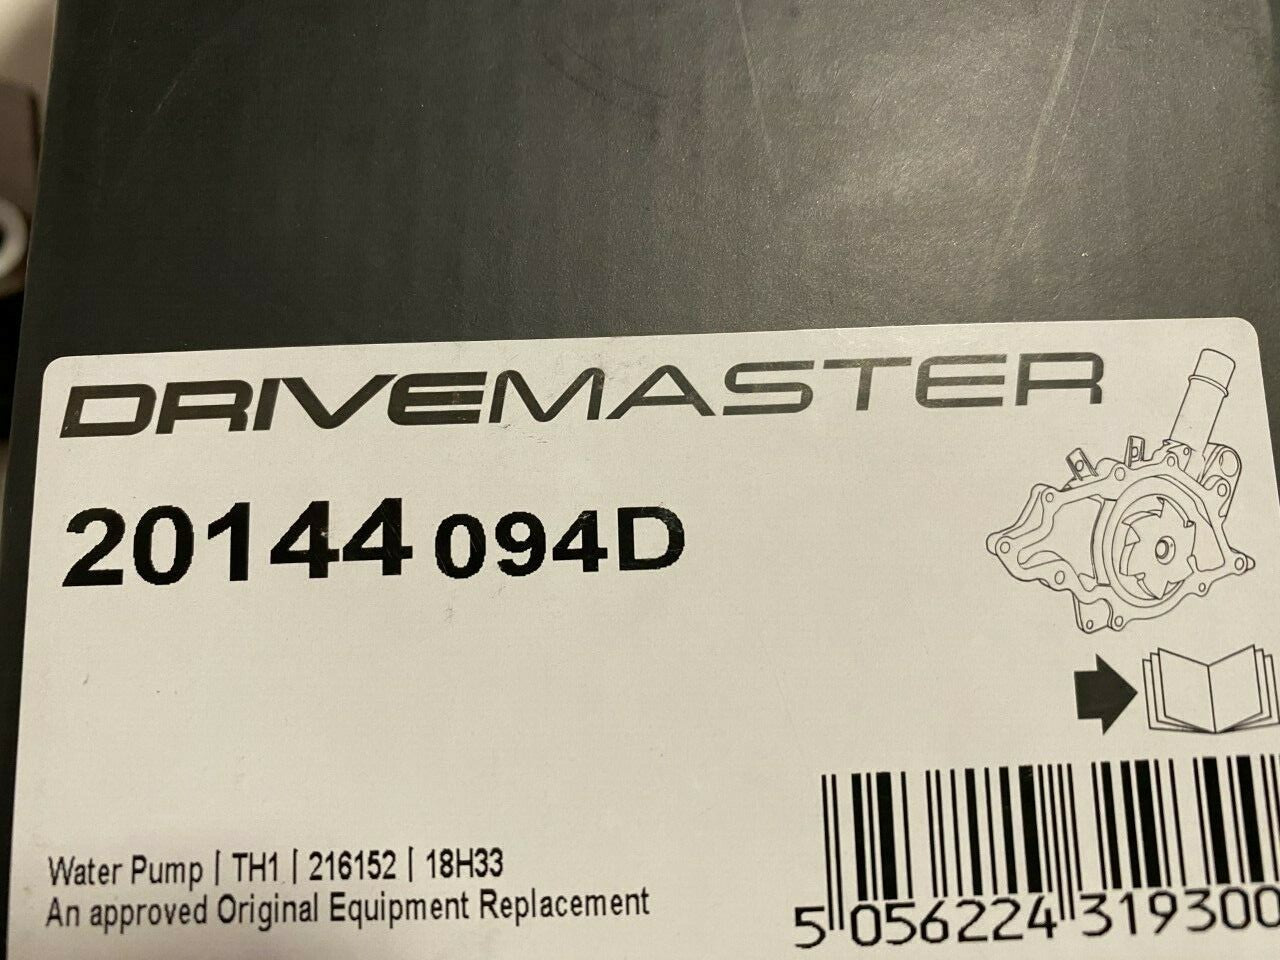 DRIVEMASTER
20144 094D
Water Pump | TH1 | 216152 | 18H33
An approved Original Equipment Replacement
5 056224 319300